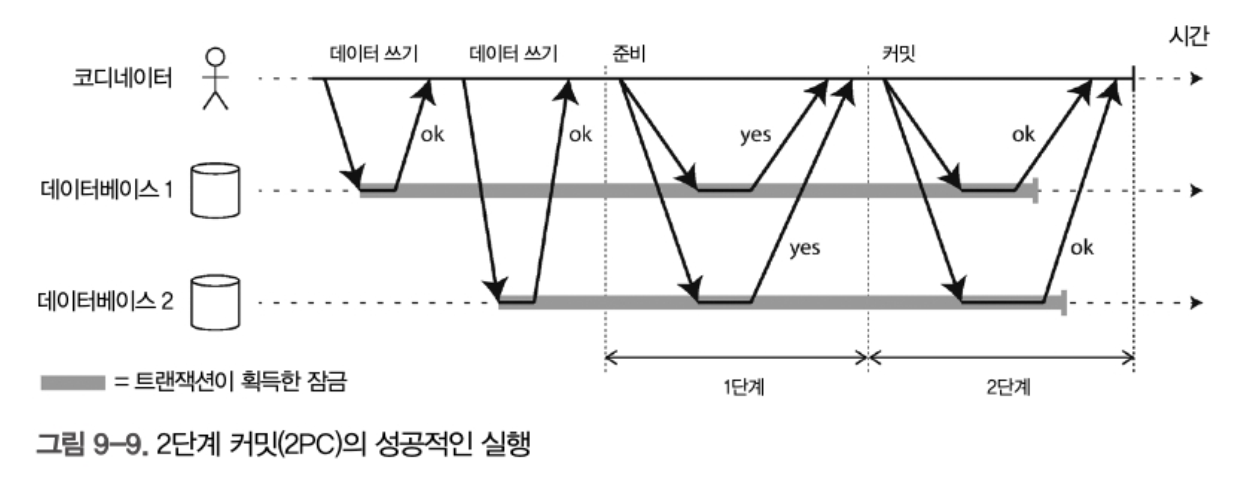 시간
데이터 쓰기
데이터 쓰기
준비
커밋
코디네이터
ok
ok
yes
ok
데이터베이스 1
yes
ok
데이터베이스 2
= 트랜잭션이 획득한 잠금
1단계
2단계
그림 9-9. 2단계 커밋(2PC)의 성공적인 실행